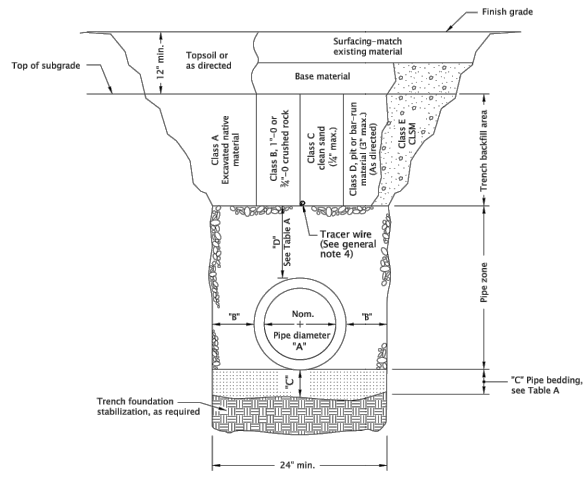 Finish grade
Surfacing-match
existing material
Topsoil or
as directed
12" min.
Top of subgrade
Base material
Class A
Excavated native
material
Class B, 1"-0 or
¾"-0 crushed rock
Class C
clean sand
(¼" max.)
Class D, pit or bar-run
material (3" max.)
(As directed)
Class E
CLSM
Trench backfill area
"D"
See Table A
Tracer wire
(See general
note 4)
Pipe zone
"B"
Nom.
Pipe diameter
"A"
"B"
"C"
"C" Pipe bedding,
see Table A
Trench foundation
stabilization, as required
24" min.